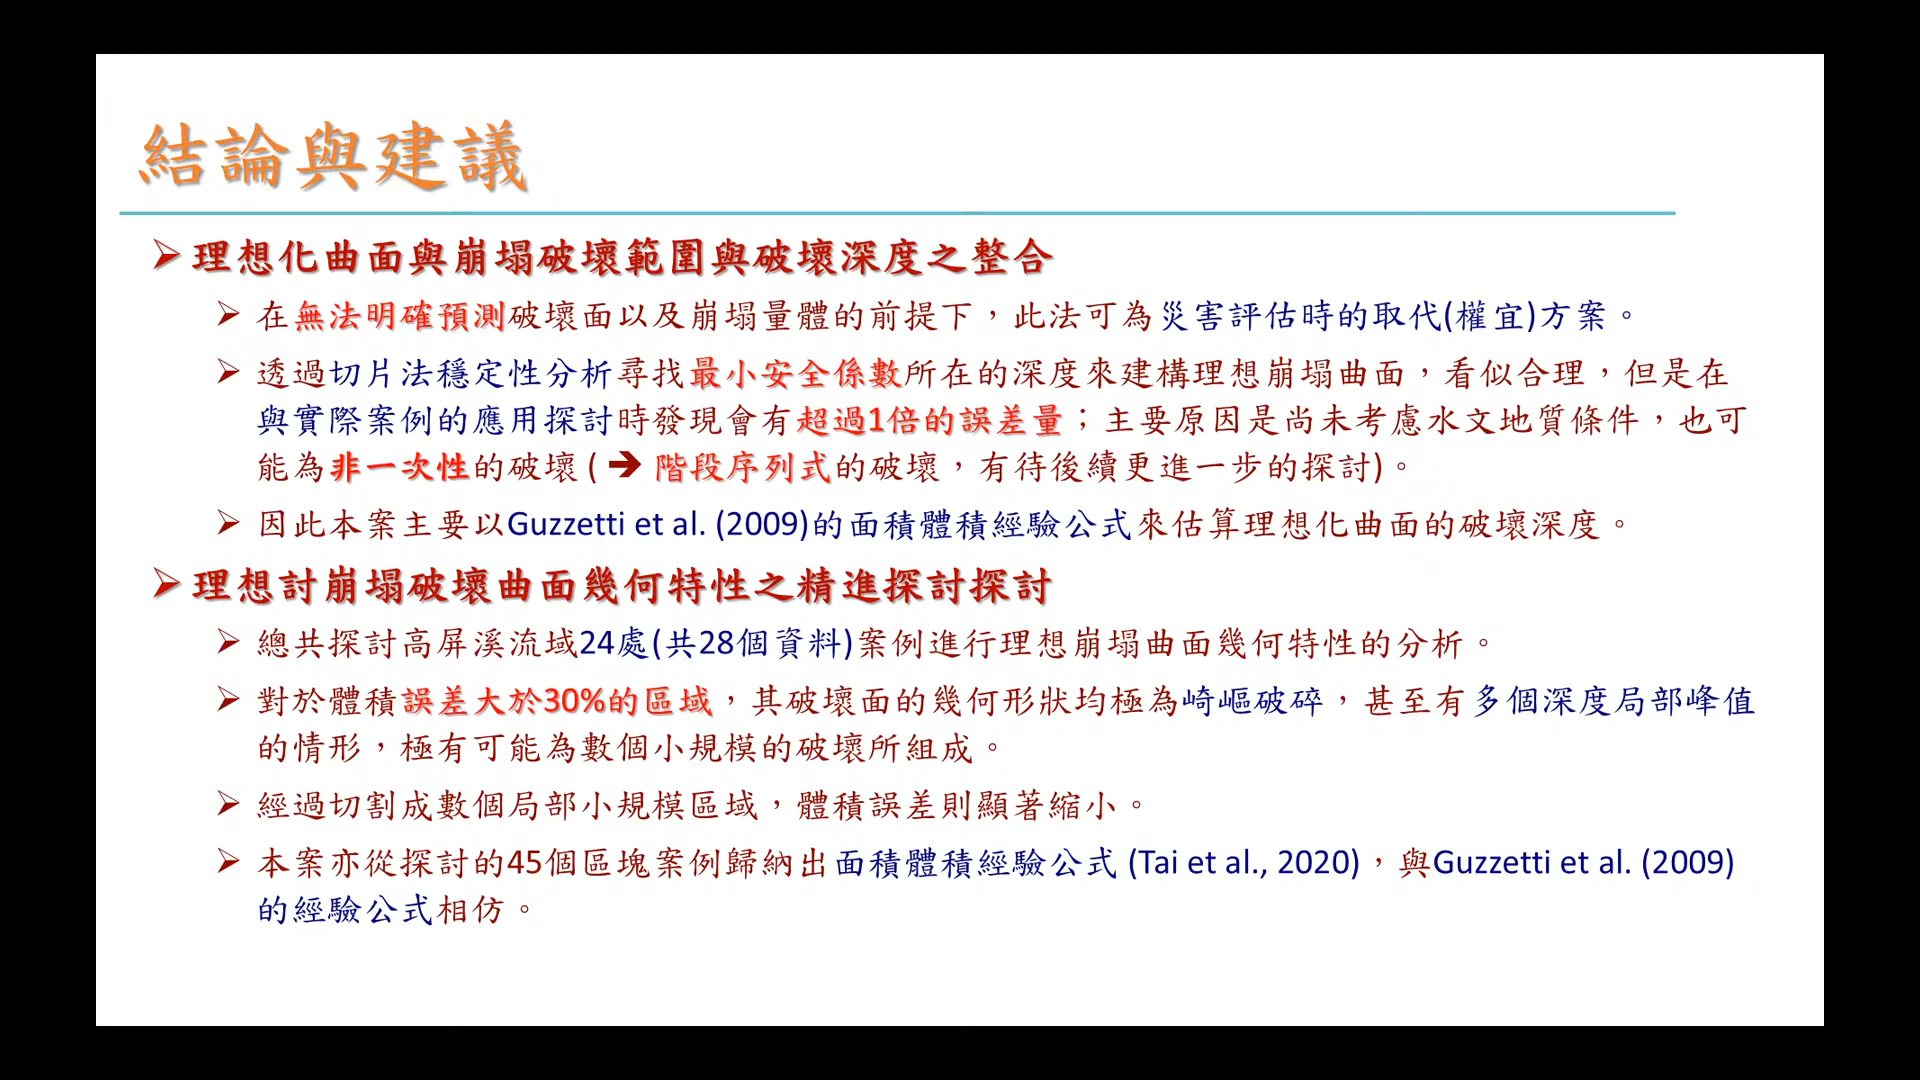 結論與建議
理想化曲面與崩塌破壞範圍與破壞深度之整合
在無法明確預測破壞面以及崩塌量體的前提下，此法可為災害評估時的取代(權宜)方案。
透過切片法穩定性分析尋找最小安全係數所在的深度來建構理想崩塌曲面，看似合理，但是在
與實際案例的應用探討時發現會有超過1倍的誤差量；主要原因是尚未考慮水文地質條件，也可
能為非一次性的破壞 ( ➔ 階段序列式的破壞，有待後續更進一步的探討)。
因此本案主要以Guzzetti et al. (2009)的面積體積經驗公式來估算理想化曲面的破壞深度。
理想討崩塌破壞曲面幾何特性之精進探討探討
總共探討高屏溪流域24處(共28個資料)案例進行理想崩塌曲面幾何特性的分析。
對於體積誤差大於30%的區域，其破壞面的幾何形狀均極為崎嶇破碎，甚至有多個深度局部峰值
的情形，極有可能為數個小規模的破壞所組成。
經過切割成數個局部小規模區域，體積誤差則顯著縮小。
本案亦從探討的45個區塊案例歸納出面積體積經驗公式 (Tai et al., 2020)，與Guzzetti et al. (2009)
的經驗公式相仿。